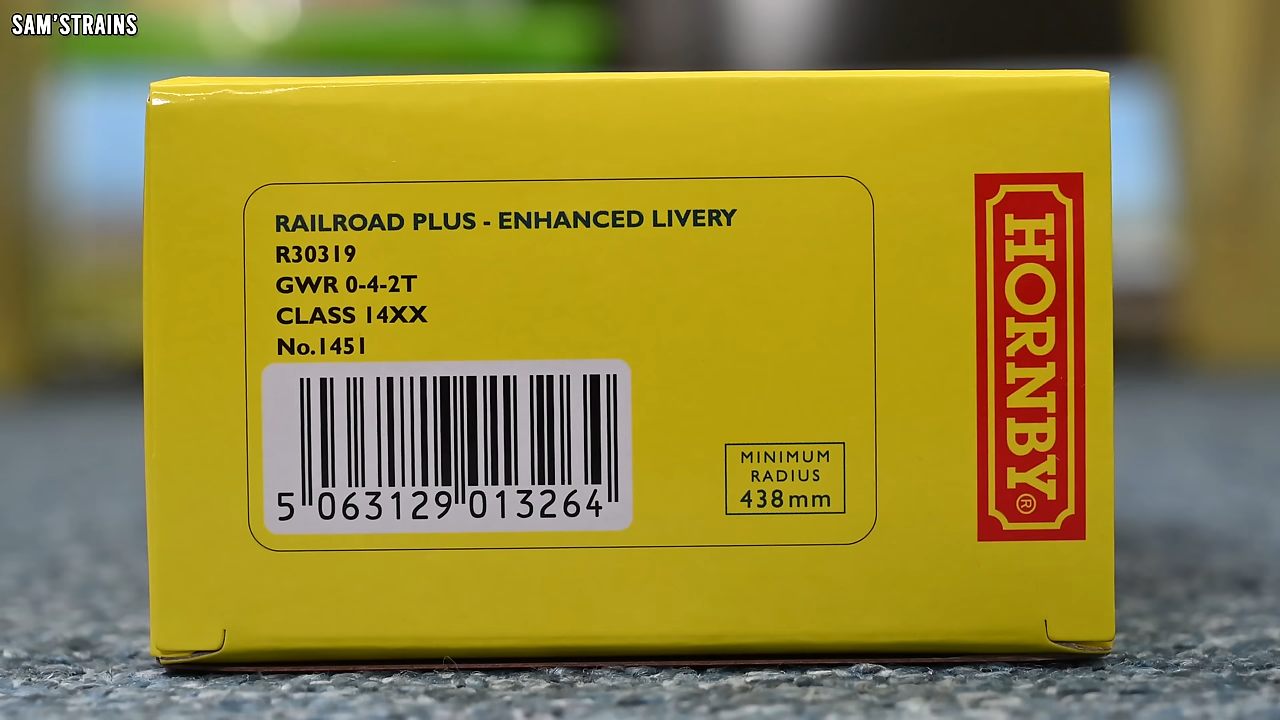 SAM'STRAINS
RAILROAD PLUS - ENHANCED LIVERY
R30319
GWR 0-4-2T
CLASS 14XX
No.1451
5 063129 013264
MINIMUM
RADIUS
438mm
HORNBY®